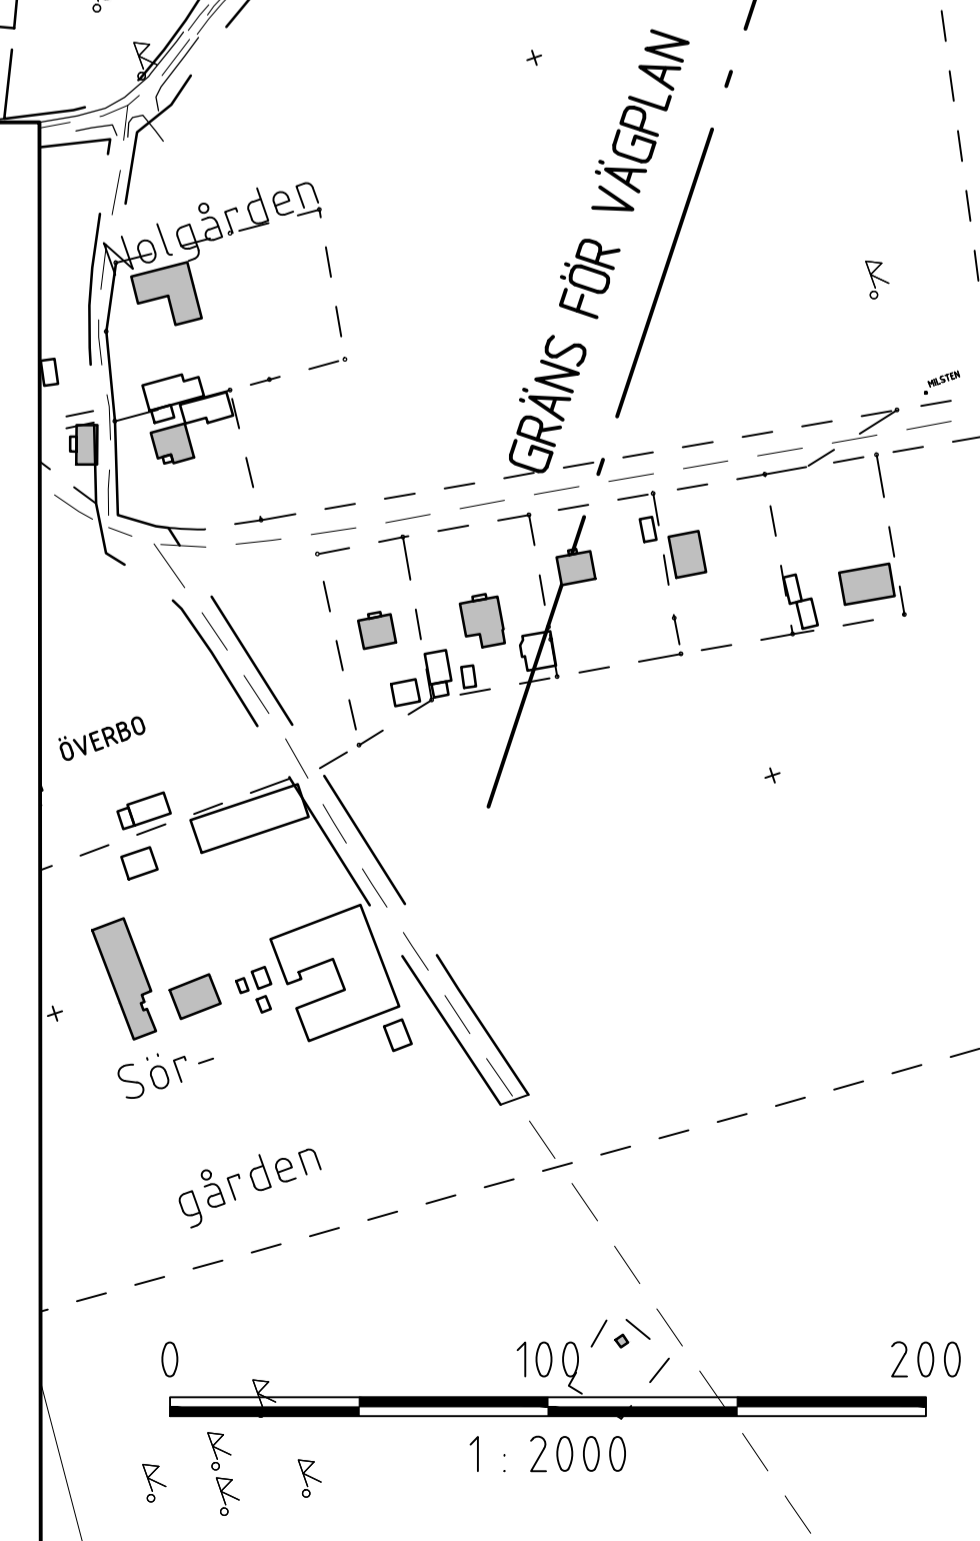 GRÄNS FÖR VÄGPLAN
Nolgården
MILSTEN
ÖVERBO
Sör-
gården
0 100 200
1 : 2000